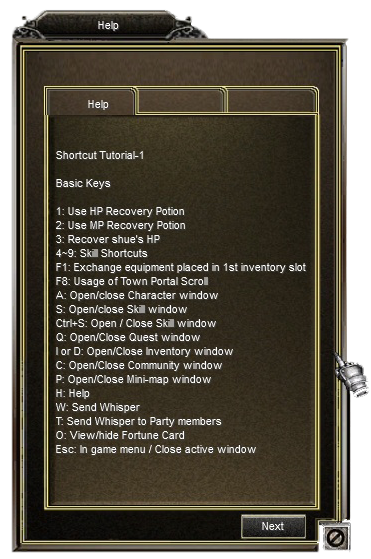 Help
Help
Shortcut Tutorial-1
Basic Keys
1: Use HP Recovery Potion
2: Use MP Recovery Potion
3: Recover shue's HP
4~9: Skill Shortcuts
F1: Exchange equipment placed in 1st inventory slot
F8: Usage of Town Portal Scroll
A: Open/close Character window
S: Open/close Skill window
Ctrl+S: Open / Close Skill window
Q: Open/Close Quest window
I or D: Open/Close Inventory window
C: Open/Close Community window
P: Open/Close Mini-map window
H: Help
W: Send Whisper
T: Send Whisper to Party members
O: View/hide Fortune Card
Esc: In game menu / Close active window
Next